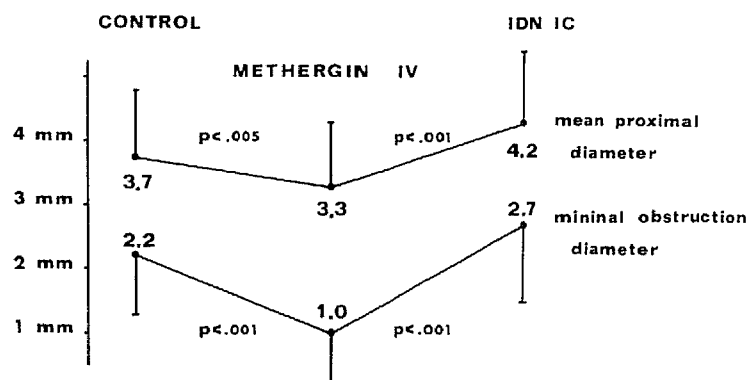 CONTROL
IDN IC
METHERGIN IV
4 mm
p<.005
p<.001
mean proximal
diameter
3.7
3.3
4.2
3 mm
2.2
2.7
mininal obstruction
diameter
2 mm
1.0
1 mm
p<.001
p<.001